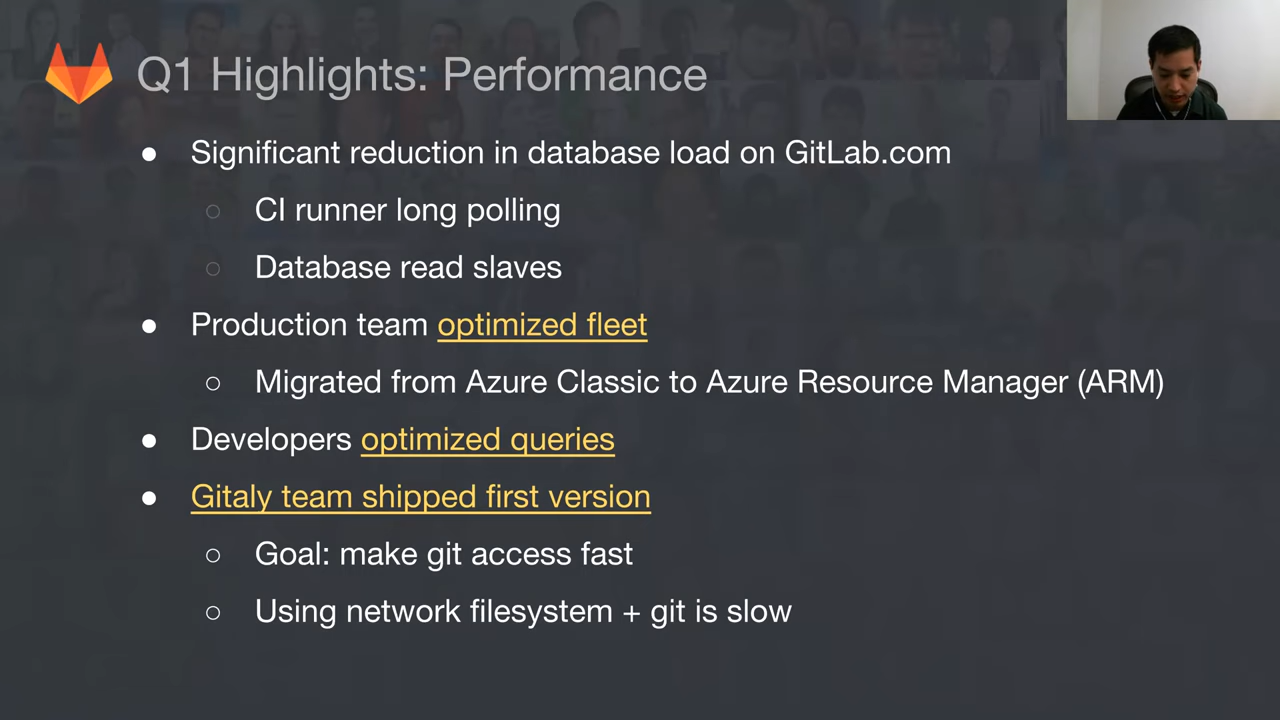 Q1 Highlights: Performance
● Significant reduction in database load on GitLab.com
○ CI runner long polling
○ Database read slaves
● Production team optimized fleet
○ Migrated from Azure Classic to Azure Resource Manager (ARM)
● Developers optimized queries
● Gitaly team shipped first version
○ Goal: make git access fast
○ Using network filesystem + git is slow